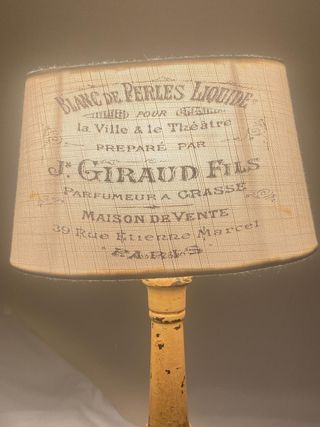 BLANC DE PERLES LIQUIDE
POUR
la Ville & le Théâtre
PREPARÉ PAR
Jn GIRAUD FILS
PARFUMEUR A GRASSE
MAISON DE VENTE
39 Rue Etienne Marcel
PARIS